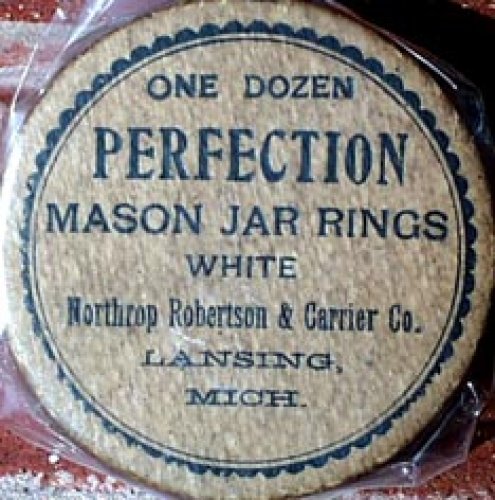 ONE DOZEN
PERFECTION
MASON JAR RINGS
WHITE
Northrop Robertson & Carrier Co.
LANSING,
MICH.